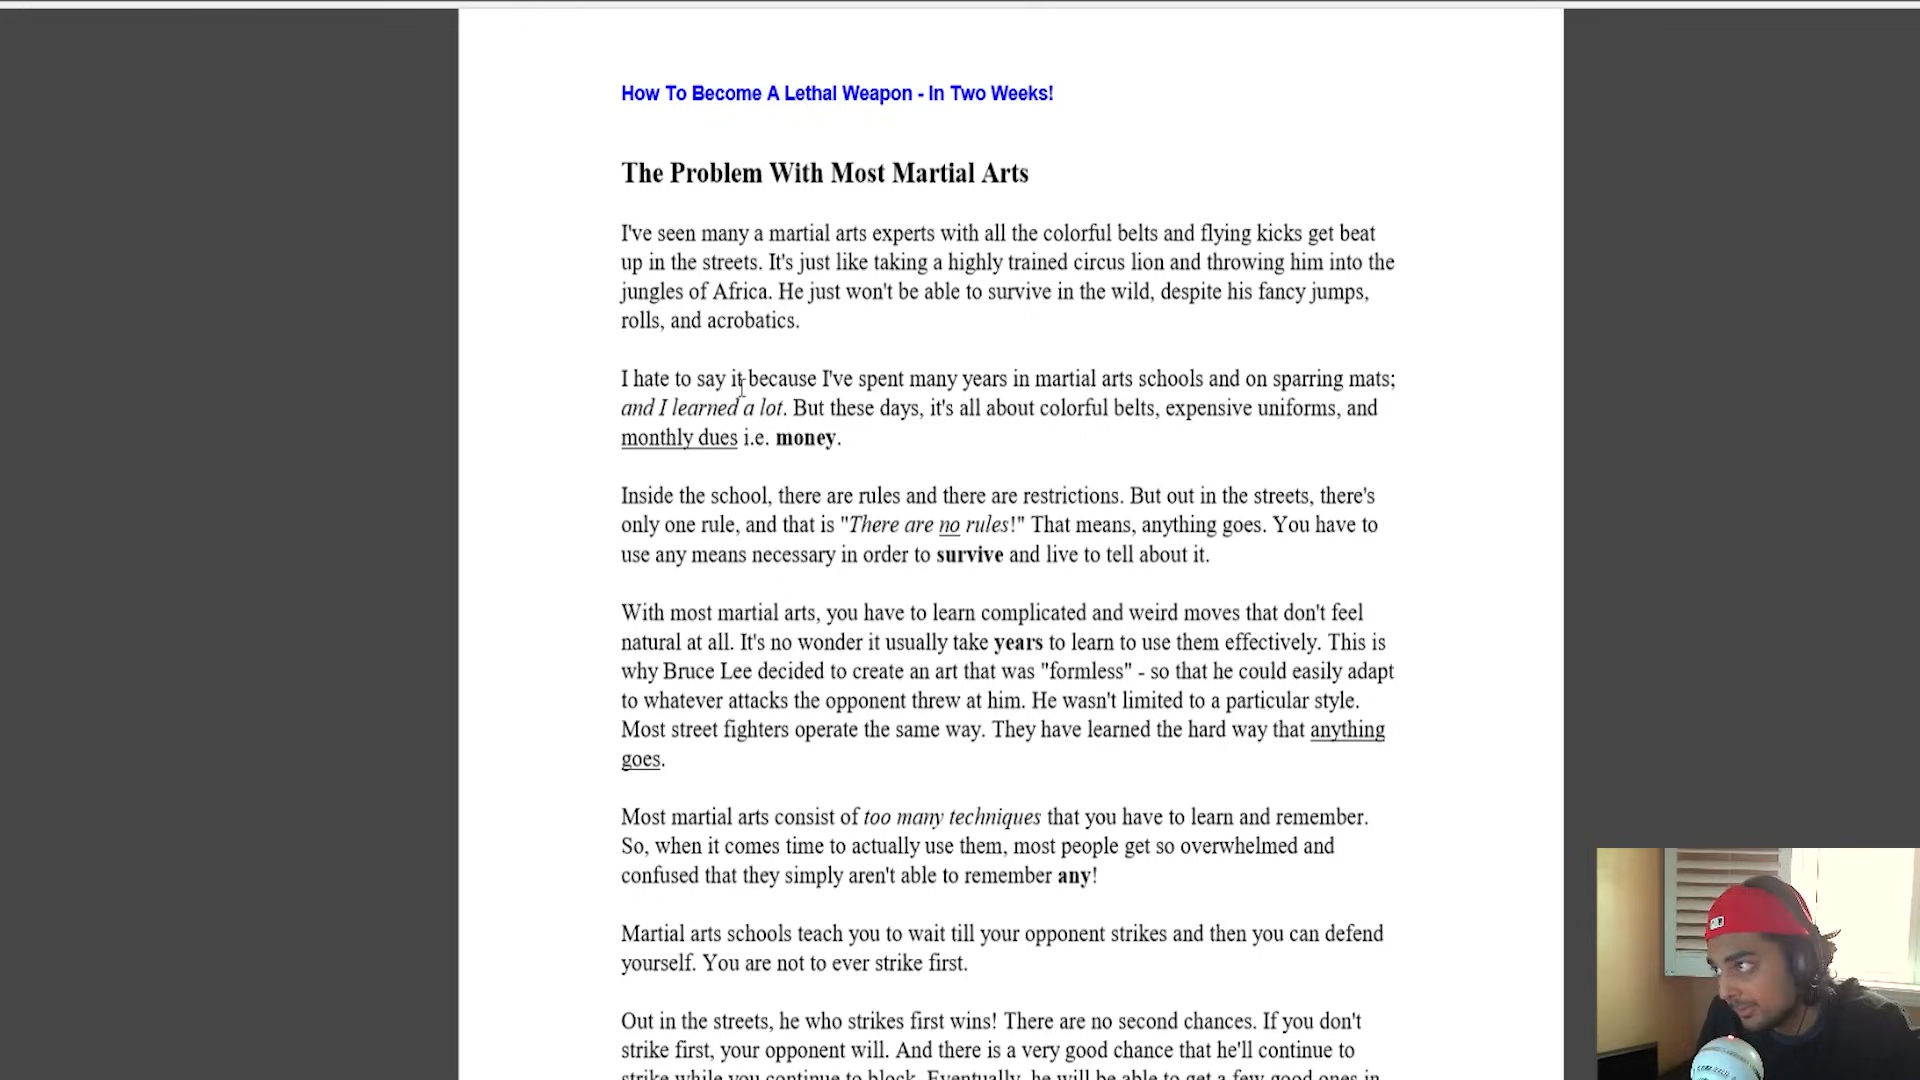 How To Become A Lethal Weapon - In Two Weeks!
The Problem With Most Martial Arts
I've seen many a martial arts experts with all the colorful belts and flying kicks get beat
up in the streets. It's just like taking a highly trained circus lion and throwing him into the
jungles of Africa. He just won't be able to survive in the wild, despite his fancy jumps,
rolls, and acrobatics.
I hate to say it because I've spent many years in martial arts schools and on sparring mats;
and I learned a lot. But these days, it's all about colorful belts, expensive uniforms, and
monthly dues i.e. money.
Inside the school, there are rules and there are restrictions. But out in the streets, there's
only one rule, and that is "There are no rules!" That means, anything goes. You have to
use any means necessary in order to survive and live to tell about it.
With most martial arts, you have to learn complicated and weird moves that don't feel
natural at all. It's no wonder it usually take years to learn to use them effectively. This is
why Bruce Lee decided to create an art that was "formless" - so that he could easily adapt
to whatever attacks the opponent threw at him. He wasn't limited to a particular style.
Most street fighters operate the same way. They have learned the hard way that anything
goes.
Most martial arts consist of too many techniques that you have to learn and remember.
So, when it comes time to actually use them, most people get so overwhelmed and
confused that they simply aren't able to remember any!
Martial arts schools teach you to wait till your opponent strikes and then you can defend
yourself. You are not to ever strike first.
Out in the streets, he who strikes first wins! There are no second chances. If you don't
strike first, your opponent will. And there is a very good chance that he'll continue to
strike while you continue to block. Eventually, he will be able to get a few good ones in